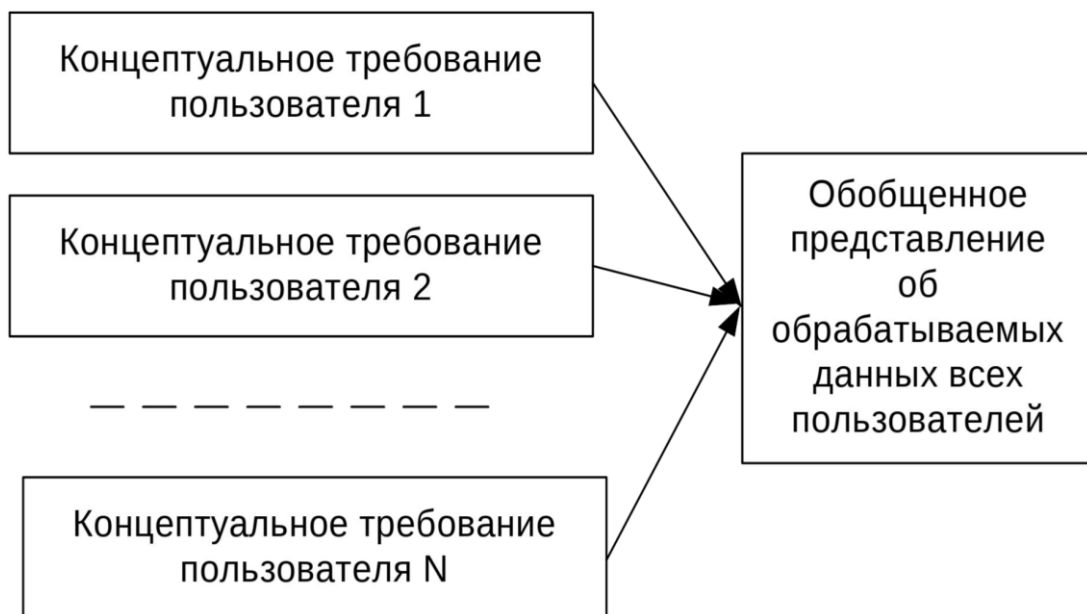 Концептуальное требование
пользователя 1
Концептуальное требование
пользователя 2
Концептуальное требование
пользователя N
Обобщенное
представление
об
обрабатываемых
данных всех
пользователей